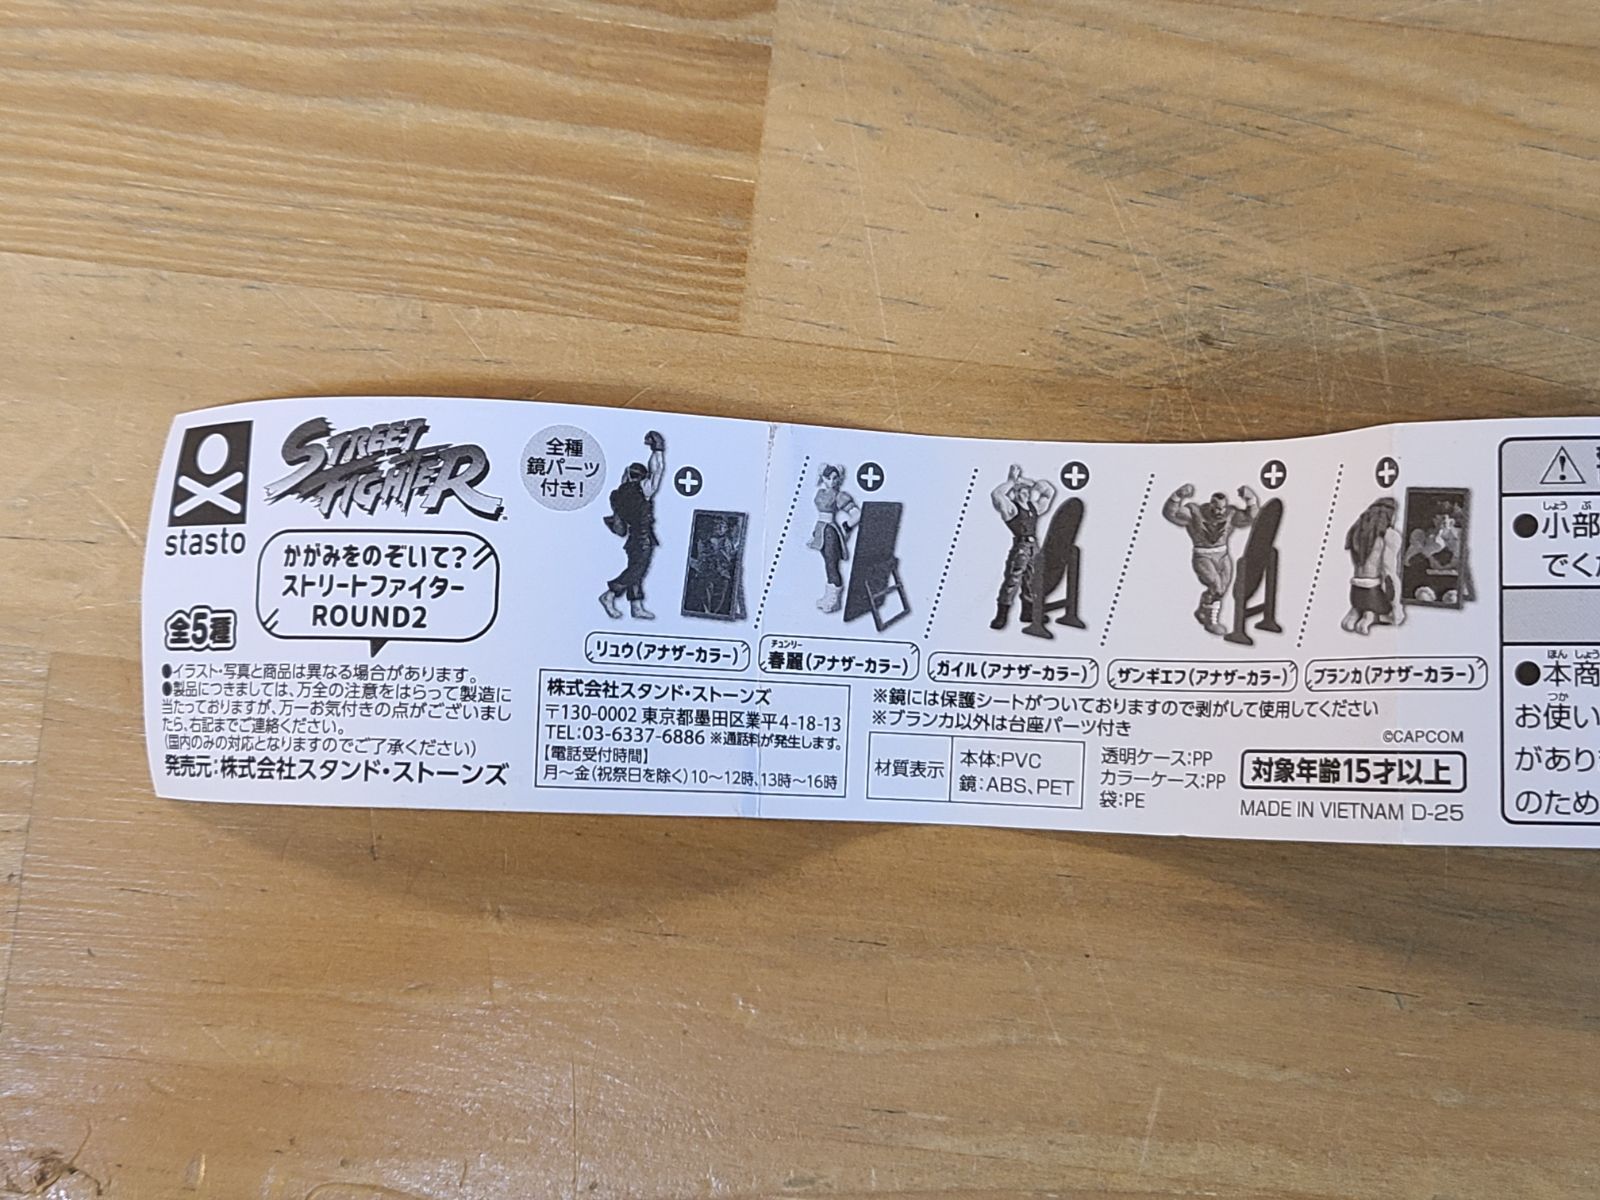 stasto
STREET
FIGHTER
かがみをのぞいて?
ストリートファイター
ROUND2
全5種
●イラスト・写真と商品は異なる場合があります。
●製品につきましては、万全の注意をはらって製造に
当たっておりますが、万一お気付きの点がございまし
たら、右記までご連絡ください。
(国内のみの対応となりますのでご了承ください)
発売元:株式会社スタンド・ストーンズ
全種
鏡パーツ
付き!
リュウ(アナザーカラー)
チュンリー
春麗(アナザーカラー)
ガイル(アナザーカラー)
ザンギエフ(アナザーカラー)
ブランカ(アナザーカラー)
株式会社スタンド・ストーンズ
〒130-0002 東京都墨田区業平4-18-13
TEL:03-6337-6886 ※通話料が発生します。
【電話受付時間】
月〜金(祝祭日を除く)10〜12時、13時〜16時
※鏡には保護シートがついておりますので剥がして使用してください
※ブランカ以外は台座パーツ付き
©CAPCOM
材質表示
本体:PVC
鏡:ABS、PET
透明ケース:PP
カラーケース:PP
袋:PE
対象年齢15才以上
MADE IN VIETNAM D-25
しょう ぶ
●小部
でくだ
ほん しょう
●本商
つか
お使い
があり
のため